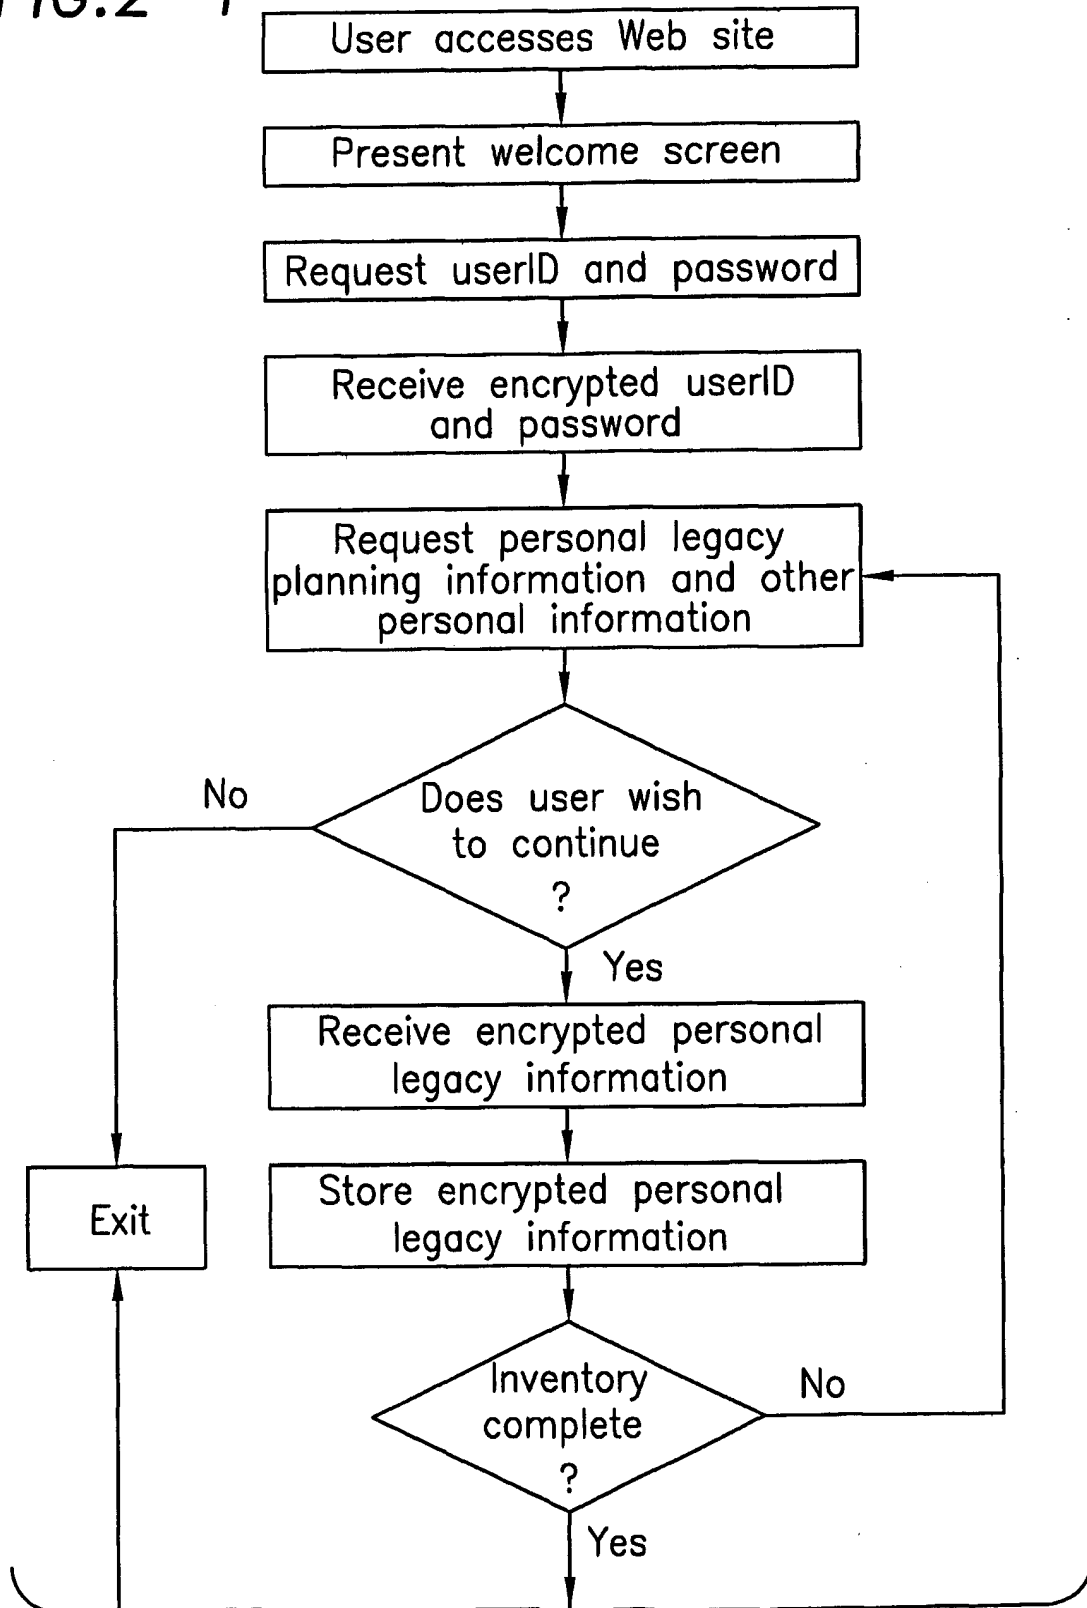 FIG.2
User accesses Web site
Present welcome screen
Request userID and password
Receive encrypted userID
and password
Request personal legacy
planning information and other
personal information
No
Does user wish
to continue
?
Yes
Receive encrypted personal
legacy information
Exit
Store encrypted personal
legacy information
Inventory
complete
?
No
Yes